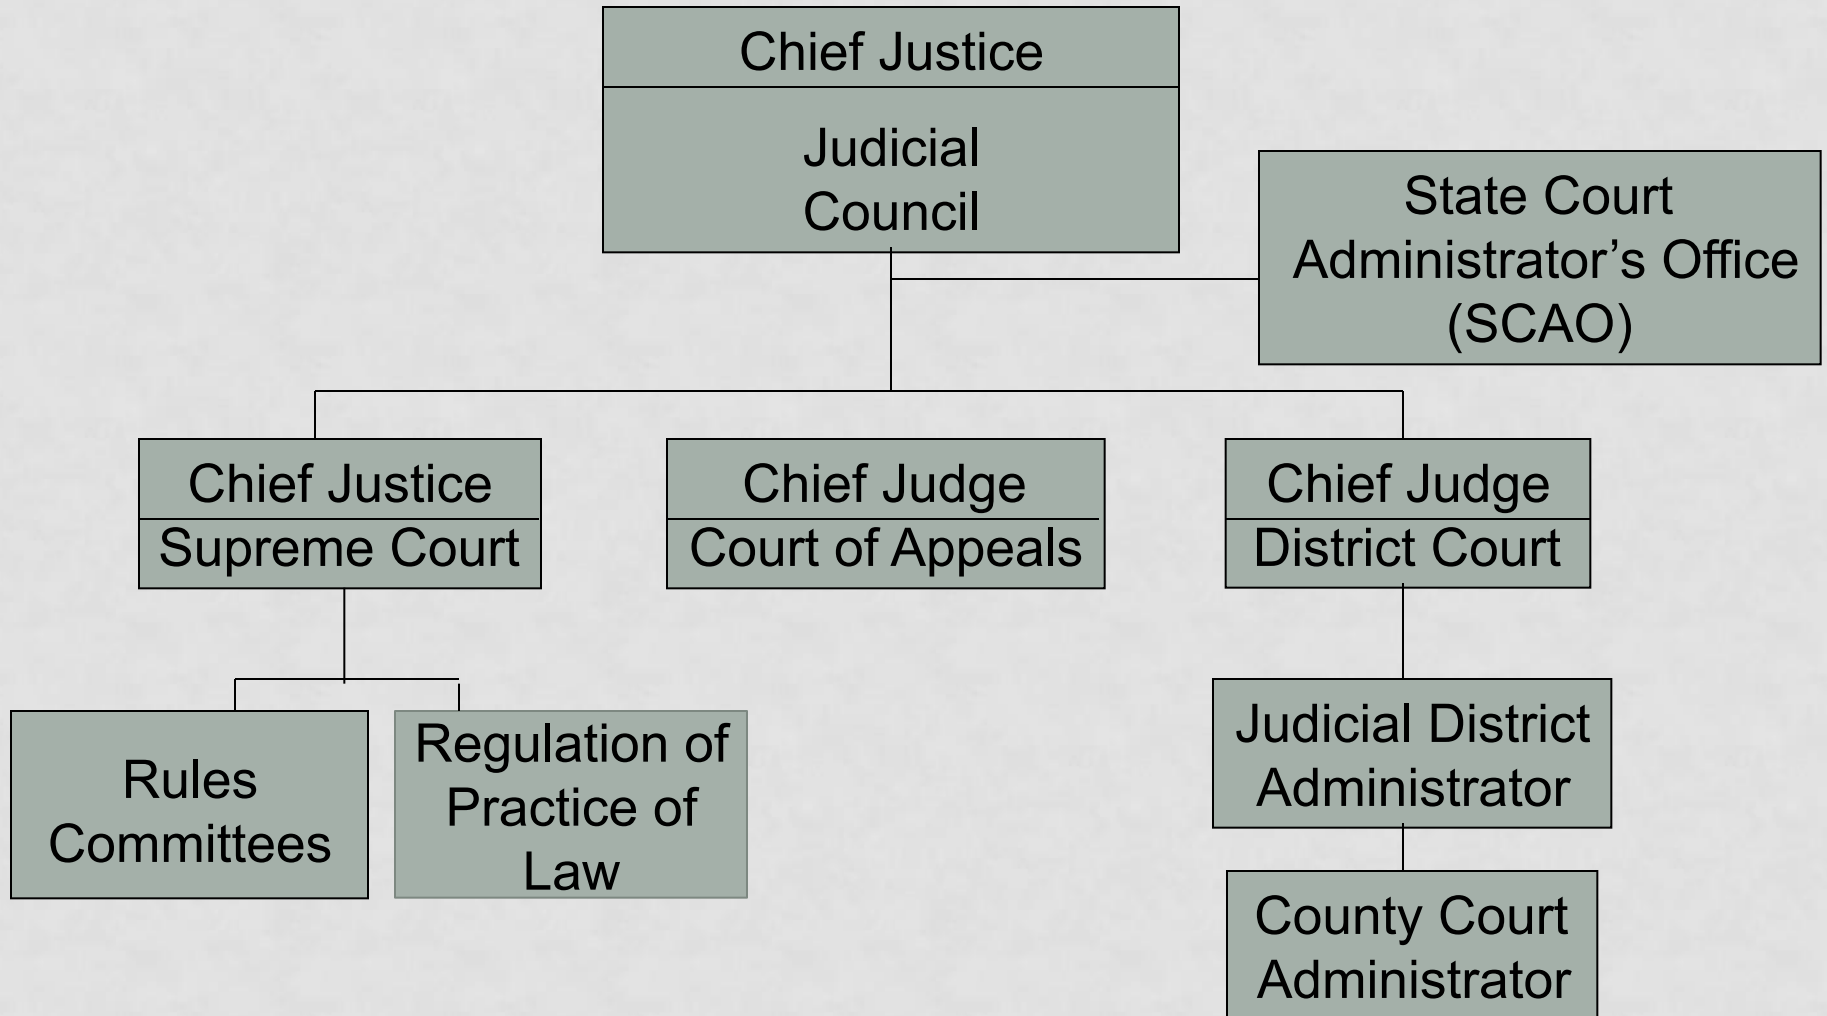 Chief Justice
Judicial
Council
State Court
Administrator’s Office
(SCAO)
Chief Justice
Supreme Court
Chief Judge
Court of Appeals
Chief Judge
District Court
Rules
Committees
Regulation of
Practice of
Law
Judicial District
Administrator
County Court
Administrator